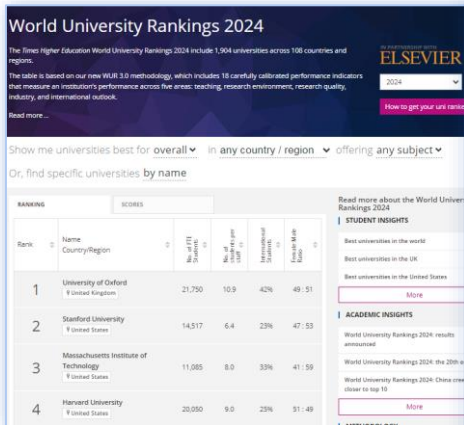 World University Rankings 2024
The Times Higher Education World University Rankings 2024 include 1,904 universities across 108 countries and
regions.
The table is based on our new WUR 3.0 methodology, which includes 18 carefully calibrated performance indicators
that measure an institution's performance across five areas: teaching, research environment, research quality,
industry, and international outlook.
Read more...
IN PARTNERSHIP WITH
ELSEVIER
2024
How to get your uni ranke
Show me universities best for overall in any country / region offering any subject
Or, find specific universities by name
RANKING
SCORES
Rank
Name
Country/Region
No. of FTE
Students
No. of
students per
staff
International
Students
Female:Male
Ratio
1
University of Oxford
United Kingdom
21,750
10.9
42%
49 : 51
2
Stanford University
United States
14,517
6.4
23%
47 : 53
3
Massachusetts Institute of
Technology
United States
11,085
8.0
33%
41 : 59
4
Harvard University
United States
20,050
9.0
25%
51 : 49
Read more about the World Univers
Rankings 2024
STUDENT INSIGHTS
Best universities in the world
Best universities in the UK
Best universities in the United States
More
ACADEMIC INSIGHTS
World University Rankings 2024: results
announced
World University Rankings 2024: the 20th
World University Rankings 2024: China
closer to top 10
More